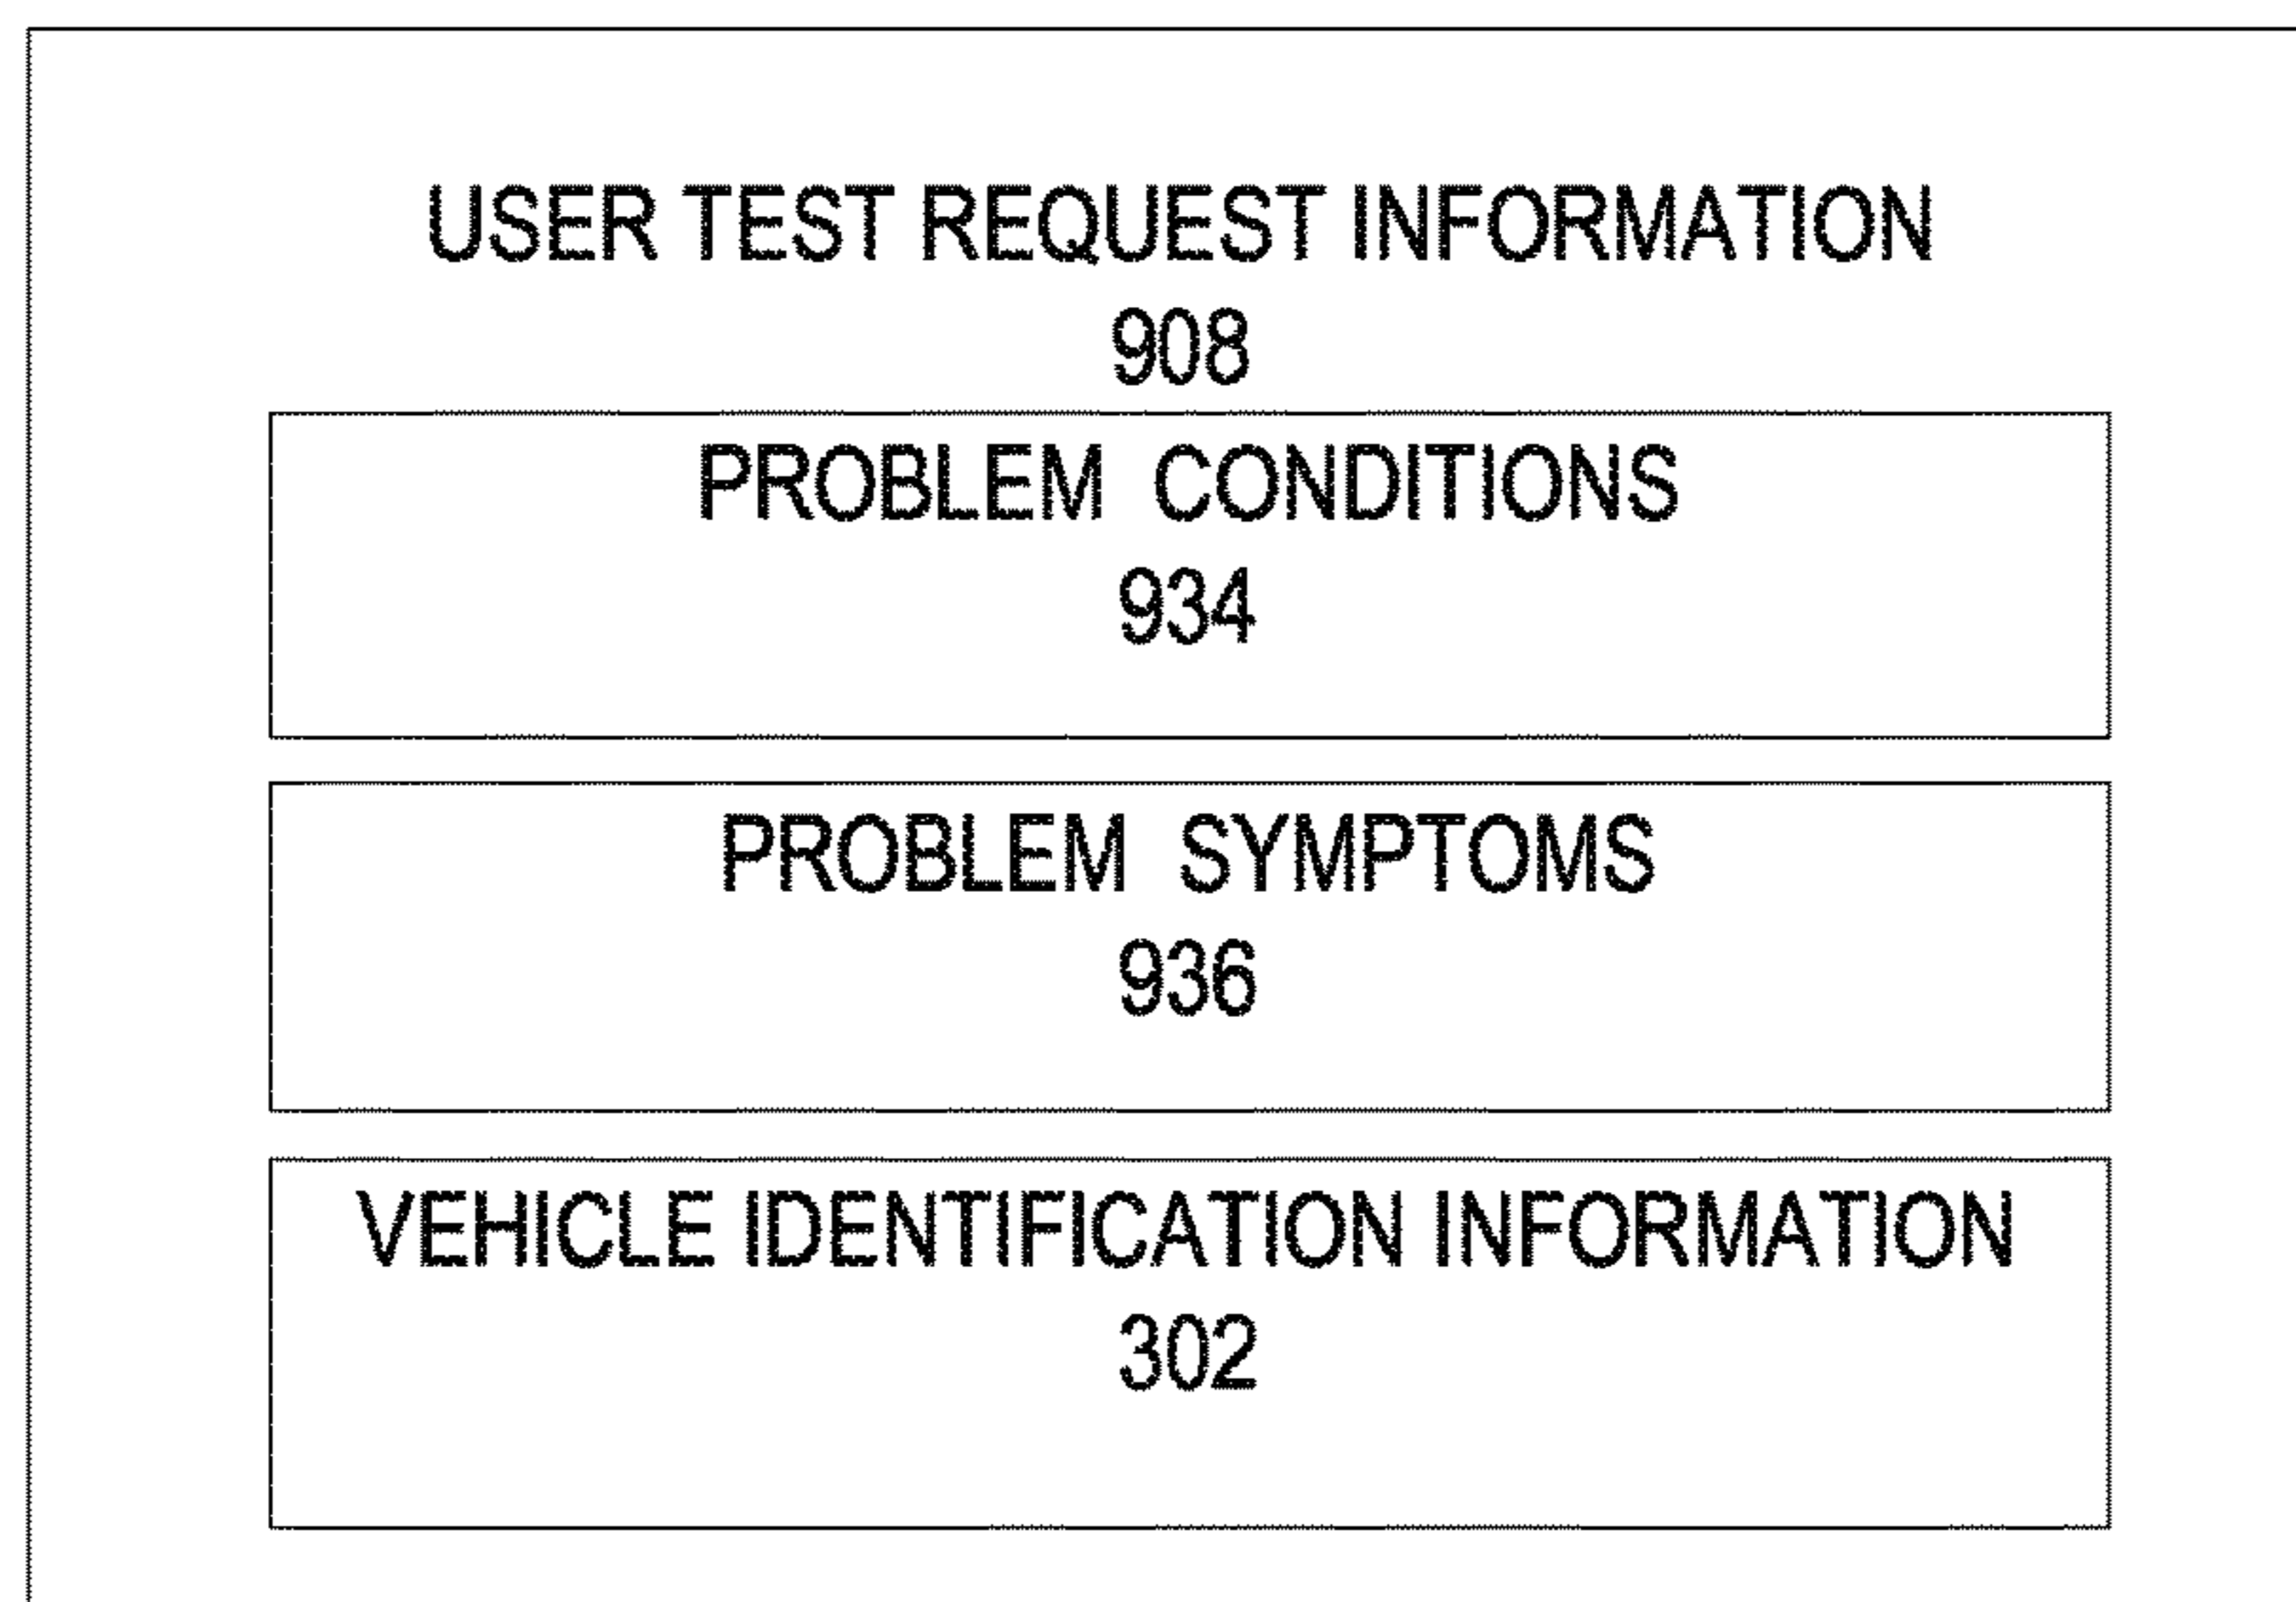 USER TEST REQUEST INFORMATION
908
PROBLEM CONDITIONS
934
PROBLEM SYMPTOMS
936
VEHICLE IDENTIFICATION INFORMATION
302